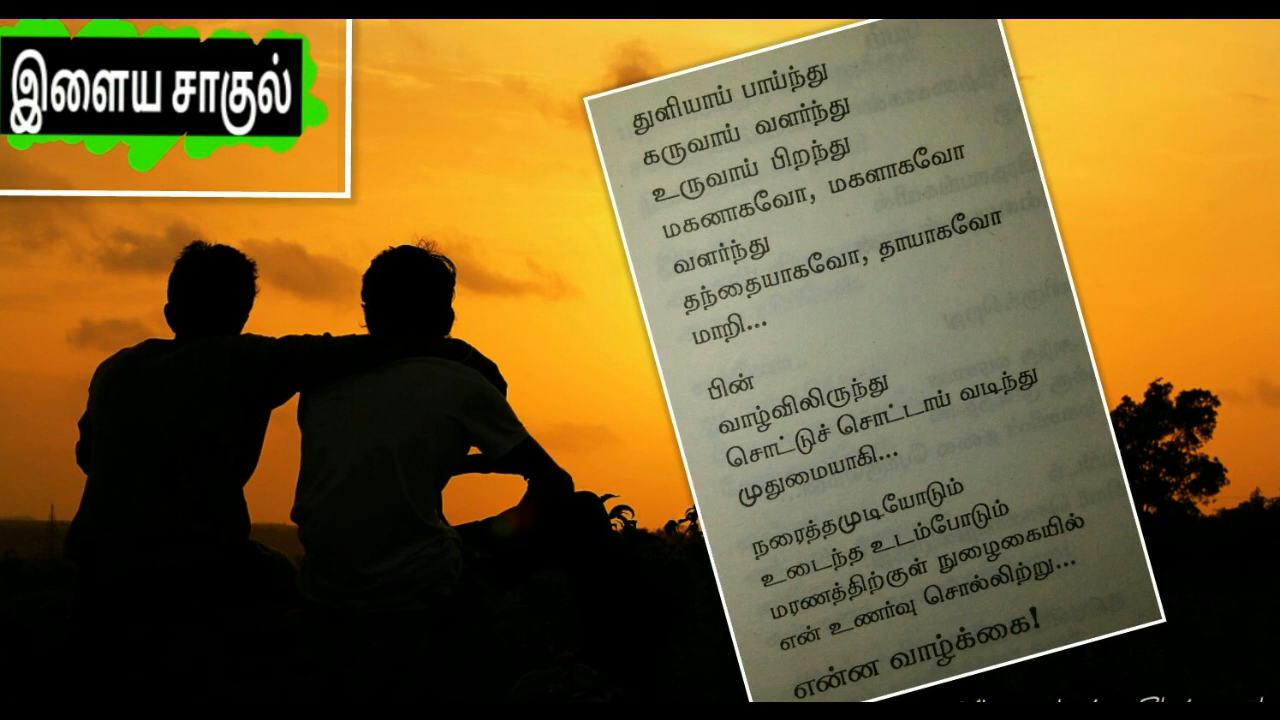 இளைய சாகுல்
துளியாய் பாய்ந்து
கருவாய் வளர்ந்து
உருவாய் பிறந்து
மகனாகவோ, மகளாகவோ
வளர்ந்து
தந்தையாகவோ, தாயாகவோ
மாறி...
பின்
வாழ்விலிருந்து
சொட்டுச் சொட்டாய் வடிந்து
முதுமையாகி...
நரைத்தமுடியோடும்
உடைந்த உடம்போடும்
மரணத்திற்குள் நுழைகையில்
என் உணர்வு சொல்லிற்று...
என்ன வாழ்க்கை!